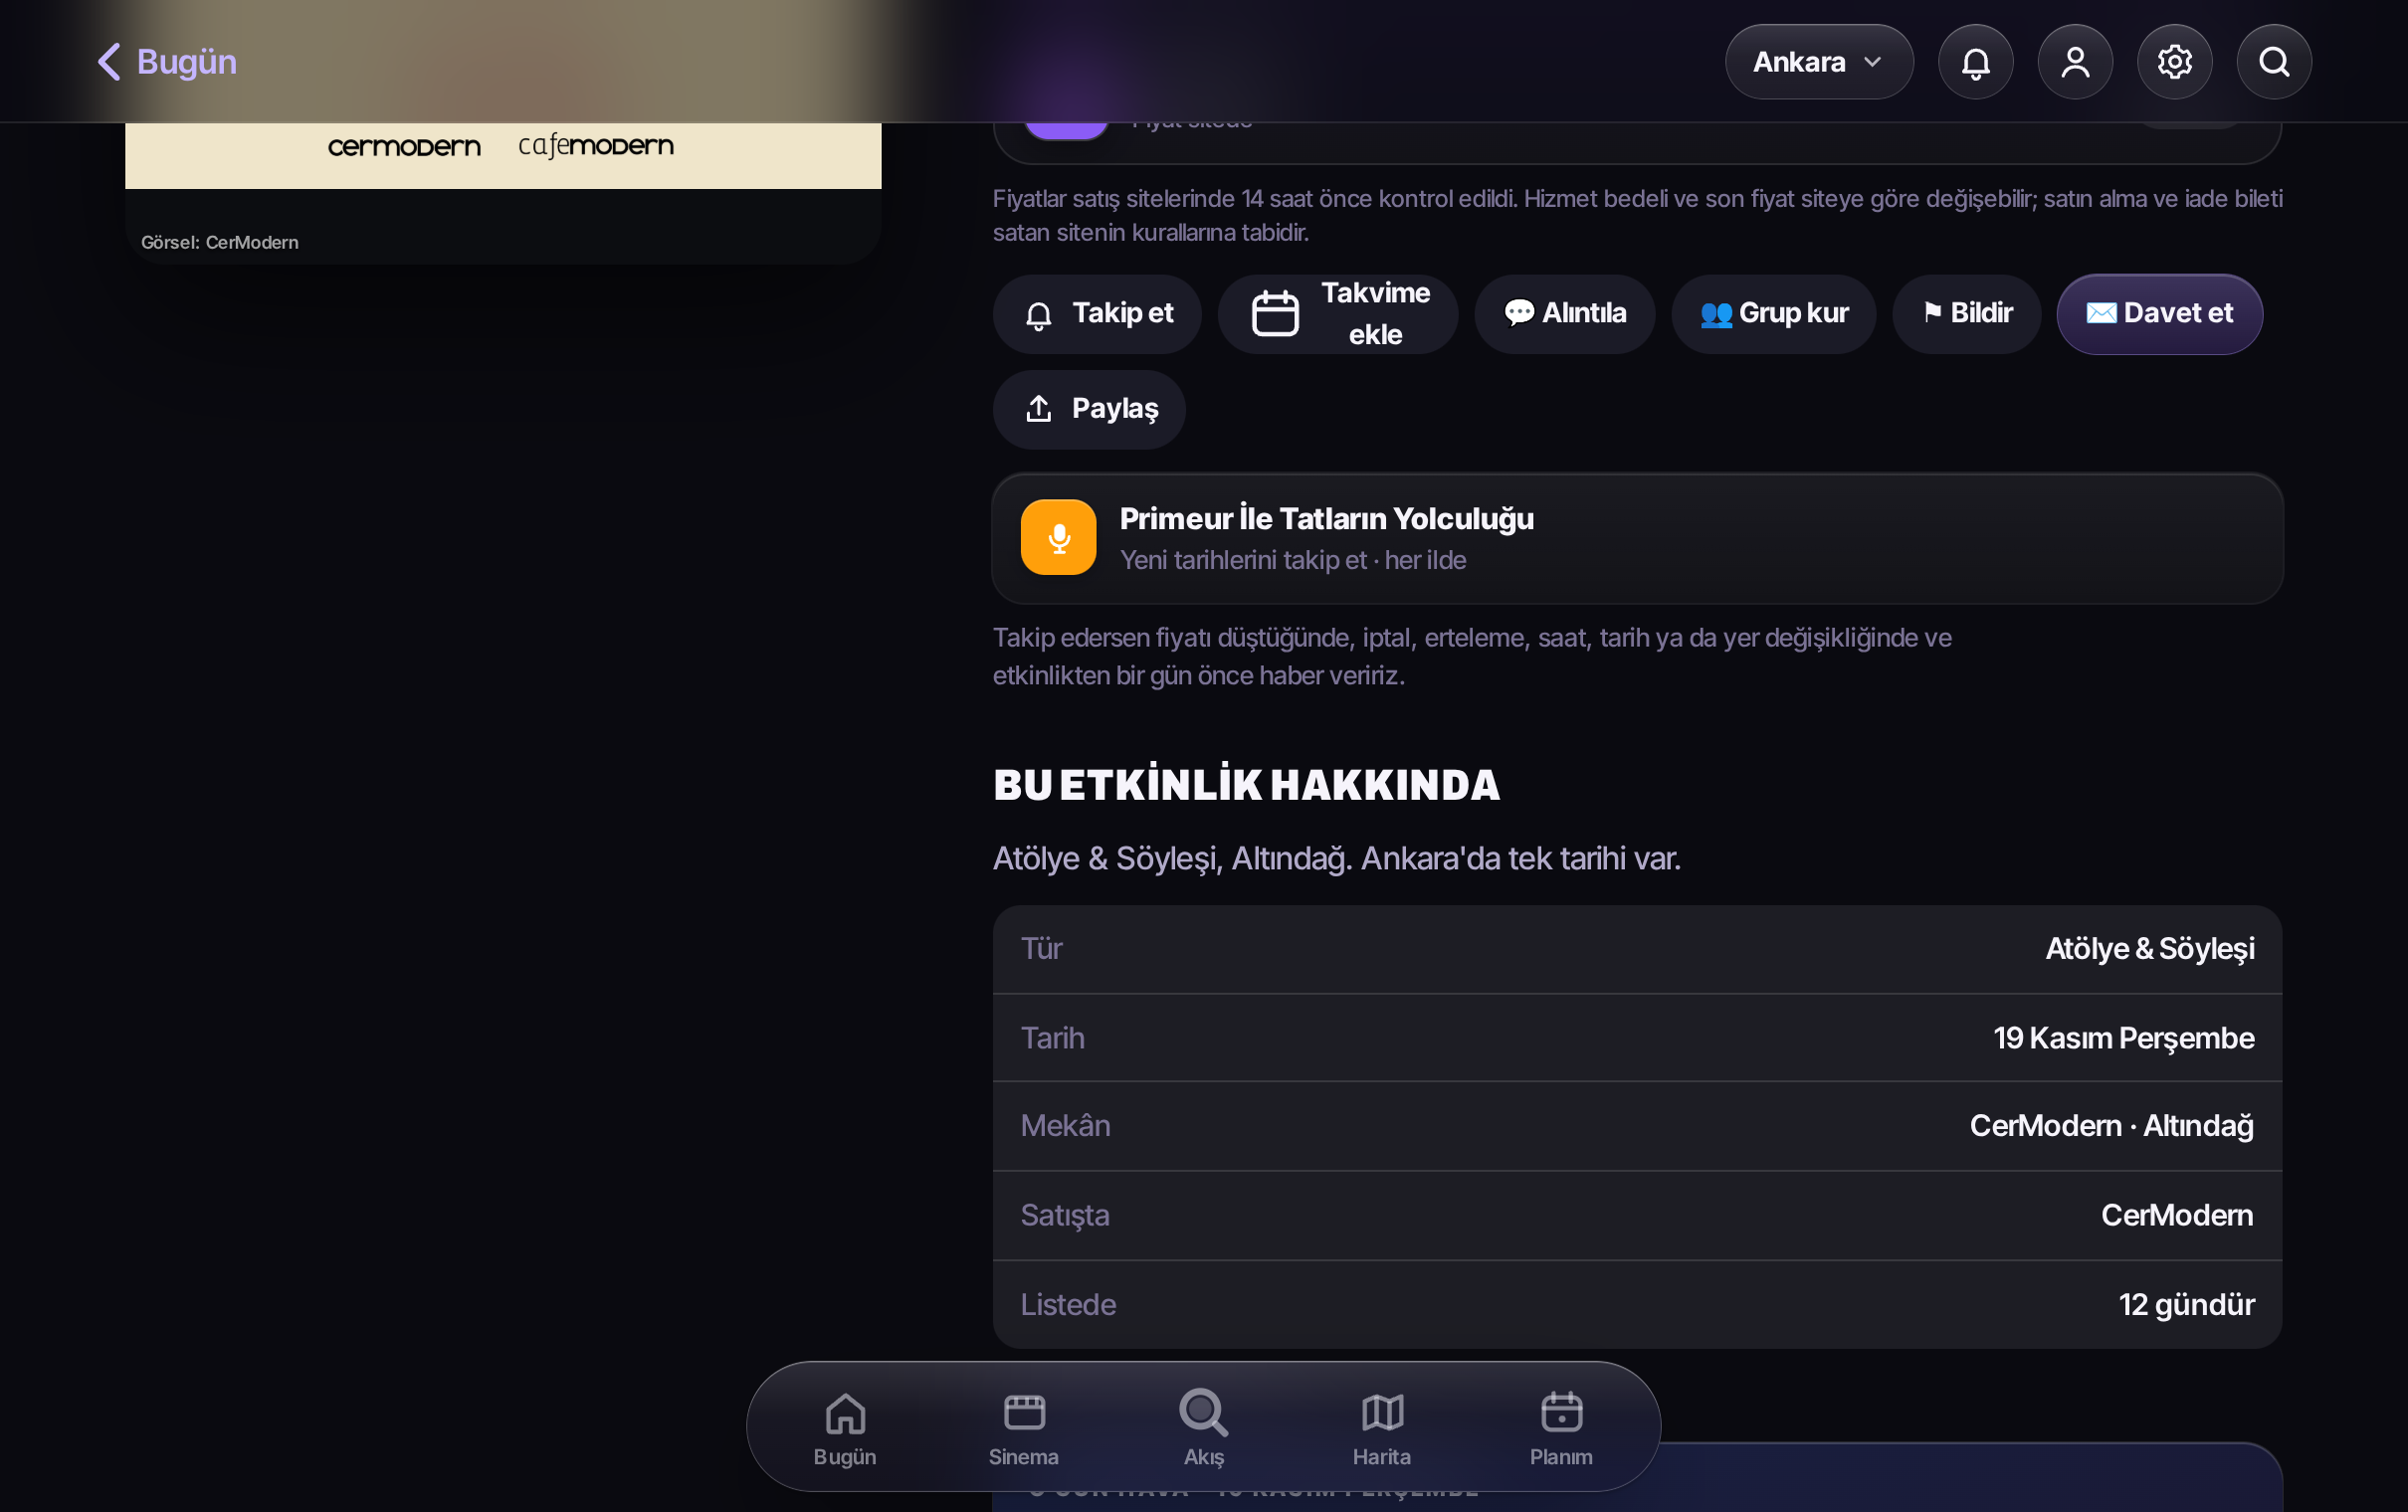 Bugün
Ankara
cermodern cafemodern
Görsel: CerModern
Fiyat sitede
Fiyatlar satış sitelerinde 14 saat önce kontrol edildi. Hizmet bedeli ve son fiyat siteye göre değişebilir; satın alma ve iade bileti
satan sitenin kurallarına tabidir.
Takip et
Takvime
ekle
Alıntıla
Grup kur
Bildir
Davet et
Paylaş
Primeur İle Tatların Yolculuğu
Yeni tarihlerini takip et · her ilde
Takip edersen fiyatı düştüğünde, iptal, erteleme, saat, tarih ya da yer değişikliğinde ve
etkinlikten bir gün önce haber veririz.
BU ETKİNLİK HAKKINDA
Atölye & Söyleşi, Altındağ. Ankara'da tek tarihi var.
Tür Atölye & Söyleşi
Tarih 19 Kasım Perşembe
Mekân CerModern · Altındağ
Satışta CerModern
Listede 12 gündür
Bugün
Sinema
Akış
Harita
Planım